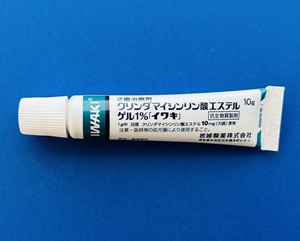 IWAKI
ざ瘡治療剤
クリンダマイシンリン酸エステル 10g
ゲル1%「イワキ」
抗生物質製剤
1g中 日局 クリンダマイシンリン酸エステル10mg(力価)含有
注意-医師等の処方箋により使用すること。
岩城製薬株式会社